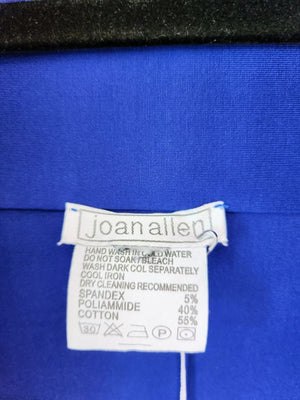 joanallen
HAND WASH IN COLD WATER
DO NOT SOAK/BLEACH
WASH DARK COL SEPARATELY
COOL IRON
DRY CLEANING RECOMMENDED
SPANDEX 5%
POLIAMMIDE 40%
COTTON 55%
30 P